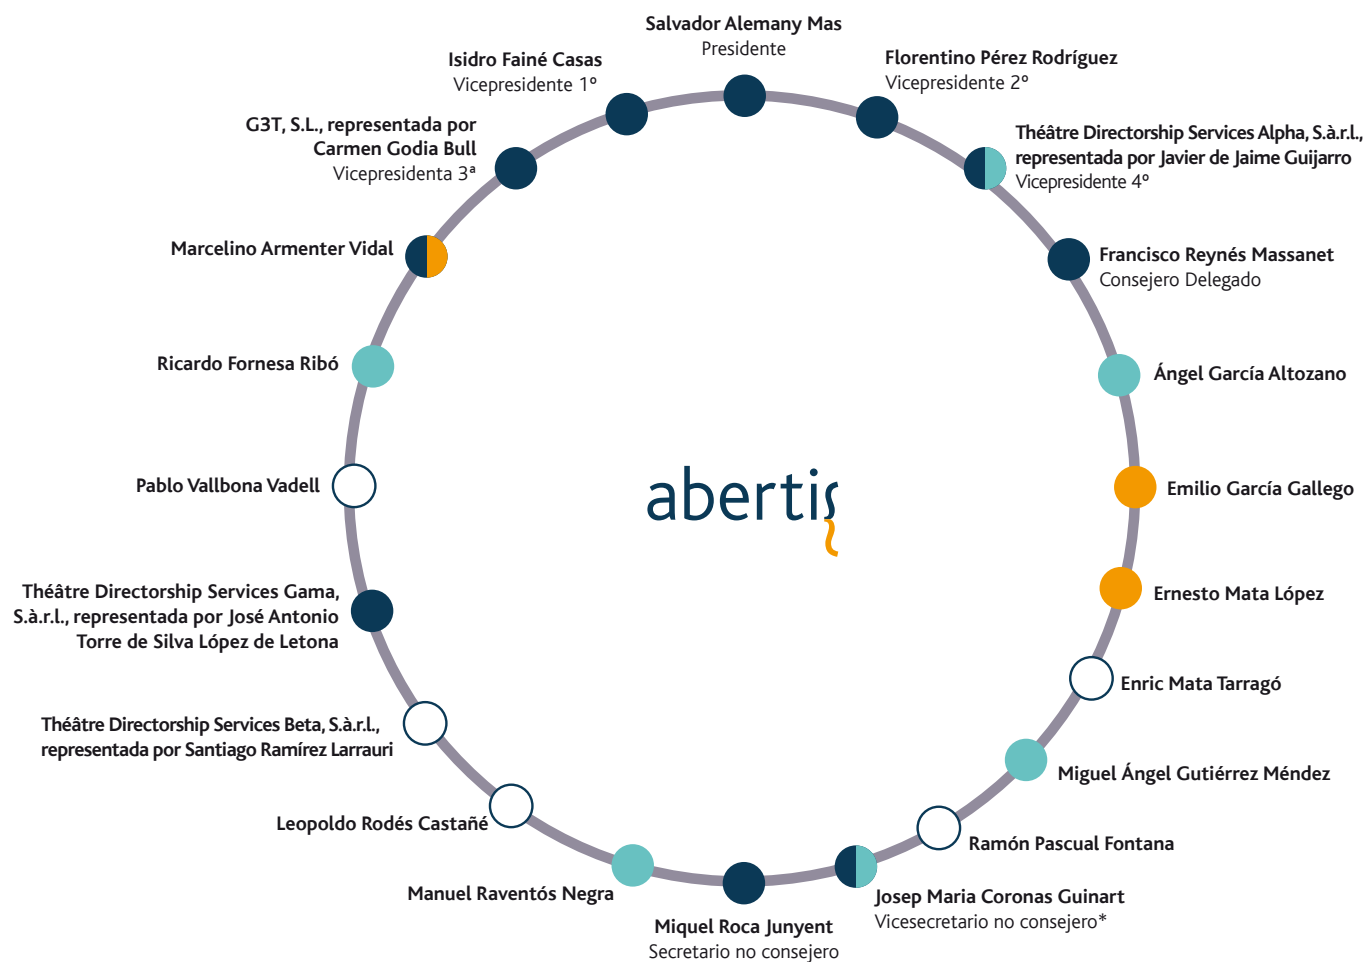 Salvador Alemany Mas
Presidente
Florentino Pérez Rodríguez
Vicepresidente 2º
Théâtre Directorship Services Alpha, S.à.r.l.,
representada por Javier de Jaime Guijarro
Vicepresidente 4º
Francisco Reynés Massanet
Consejero Delegado
Ángel García Altozano
Emilio García Gallego
Ernesto Mata López
Enric Mata Tarragó
Miguel Ángel Gutiérrez Méndez
Ramón Pascual Fontana
Josep Maria Coronas Guinart
Vicesecretario no consejero*
Miquel Roca Junyent
Secretario no consejero
Manuel Raventós Negra
Leopoldo Rodés Castañé
Théâtre Directorship Services Beta, S.à.r.l.,
representada por Santiago Ramírez Larrauri
Théâtre Directorship Services Gama,
S.à.r.l., representada por José Antonio
Torre de Silva López de Letona
Pablo Vallbona Vadell
Ricardo Fornesa Ribó
Marcelino Armenter Vidal
G3T, S.L., representada por
Carmen Godia Bull
Vicepresidenta 3ª
Isidro Fainé Casas
Vicepresidente 1º
abertis